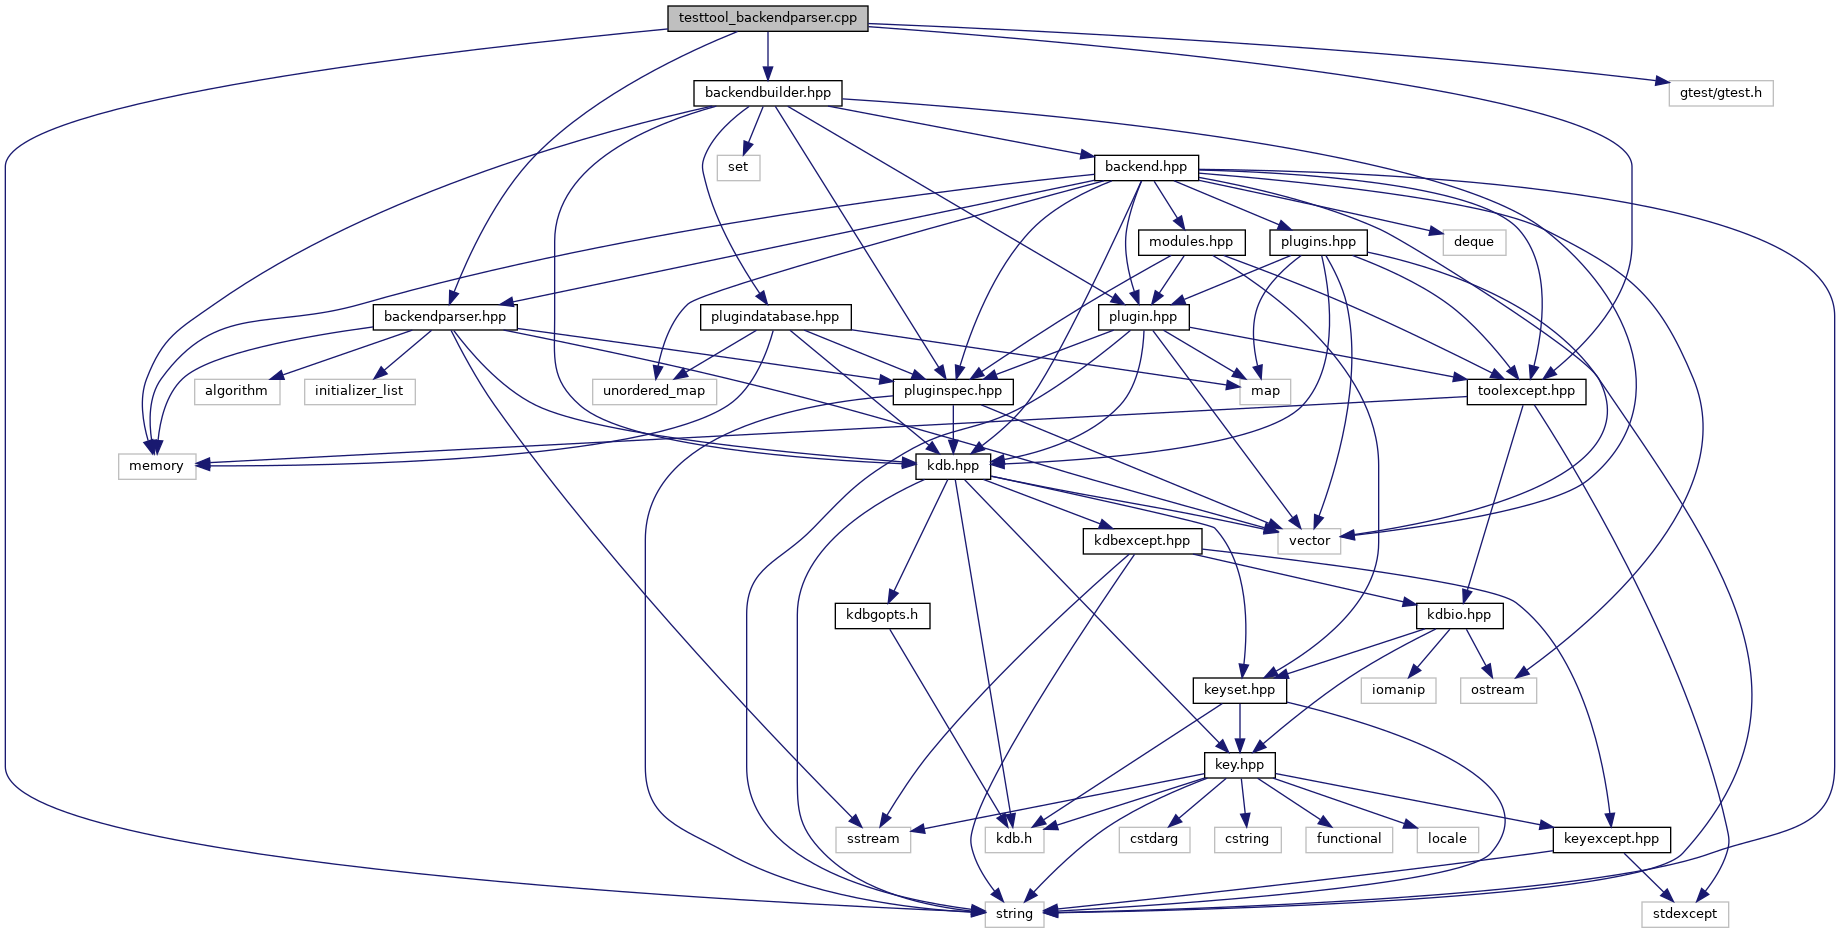 testtool_backendparser.cpp
backendbuilder.hpp
gtest/gtest.h
set
backend.hpp
modules.hpp
plugins.hpp
deque
backendparser.hpp
plugindatabase.hpp
plugin.hpp
algorithm
initializer_list
unordered_map
pluginspec.hpp
map
toolexcept.hpp
memory
kdb.hpp
kdbexcept.hpp
vector
kdbgopts.h
kdbio.hpp
keyset.hpp
iomanip
ostream
key.hpp
sstream
kdb.h
cstdarg
cstring
functional
locale
keyexcept.hpp
string
stdexcept